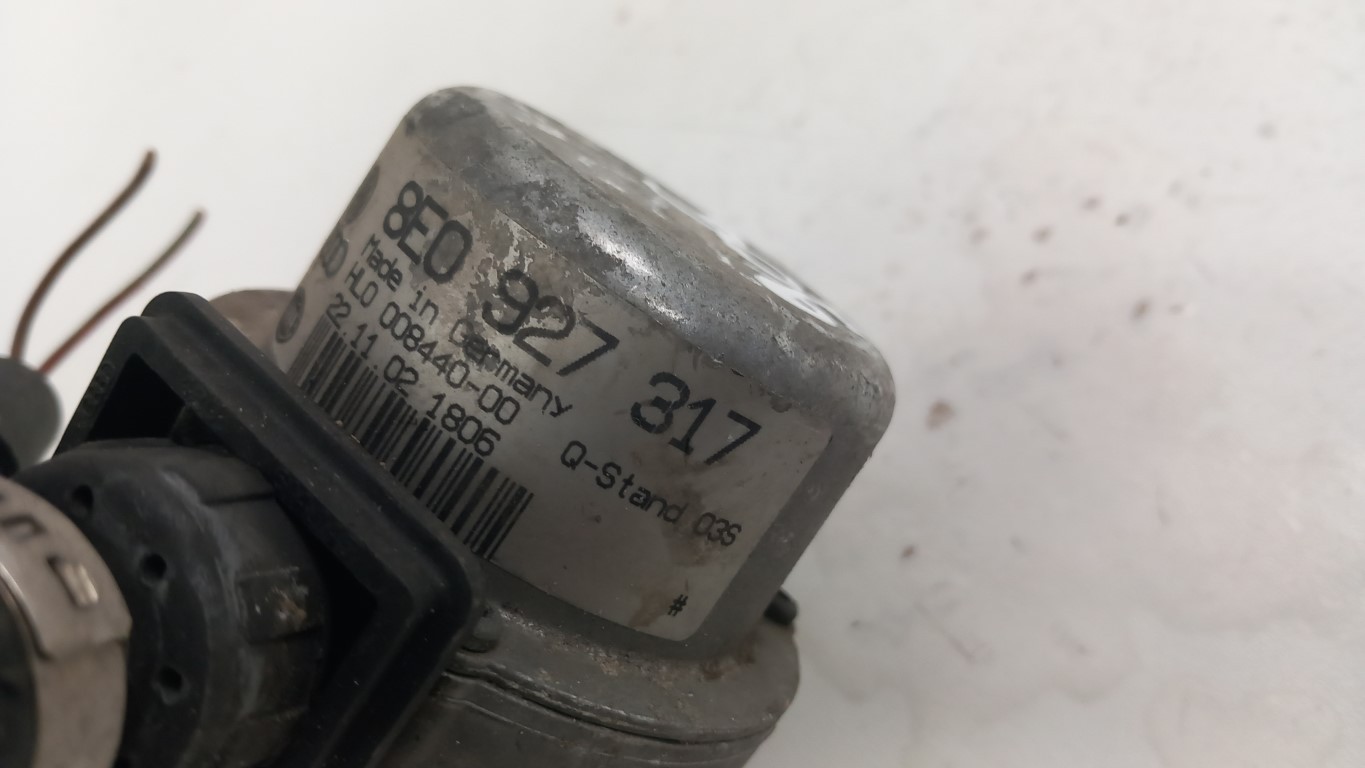 8E0 927 317
Made in Germany
HLO 008440-00 Q-Stand 03S
22.11 02 1806
#